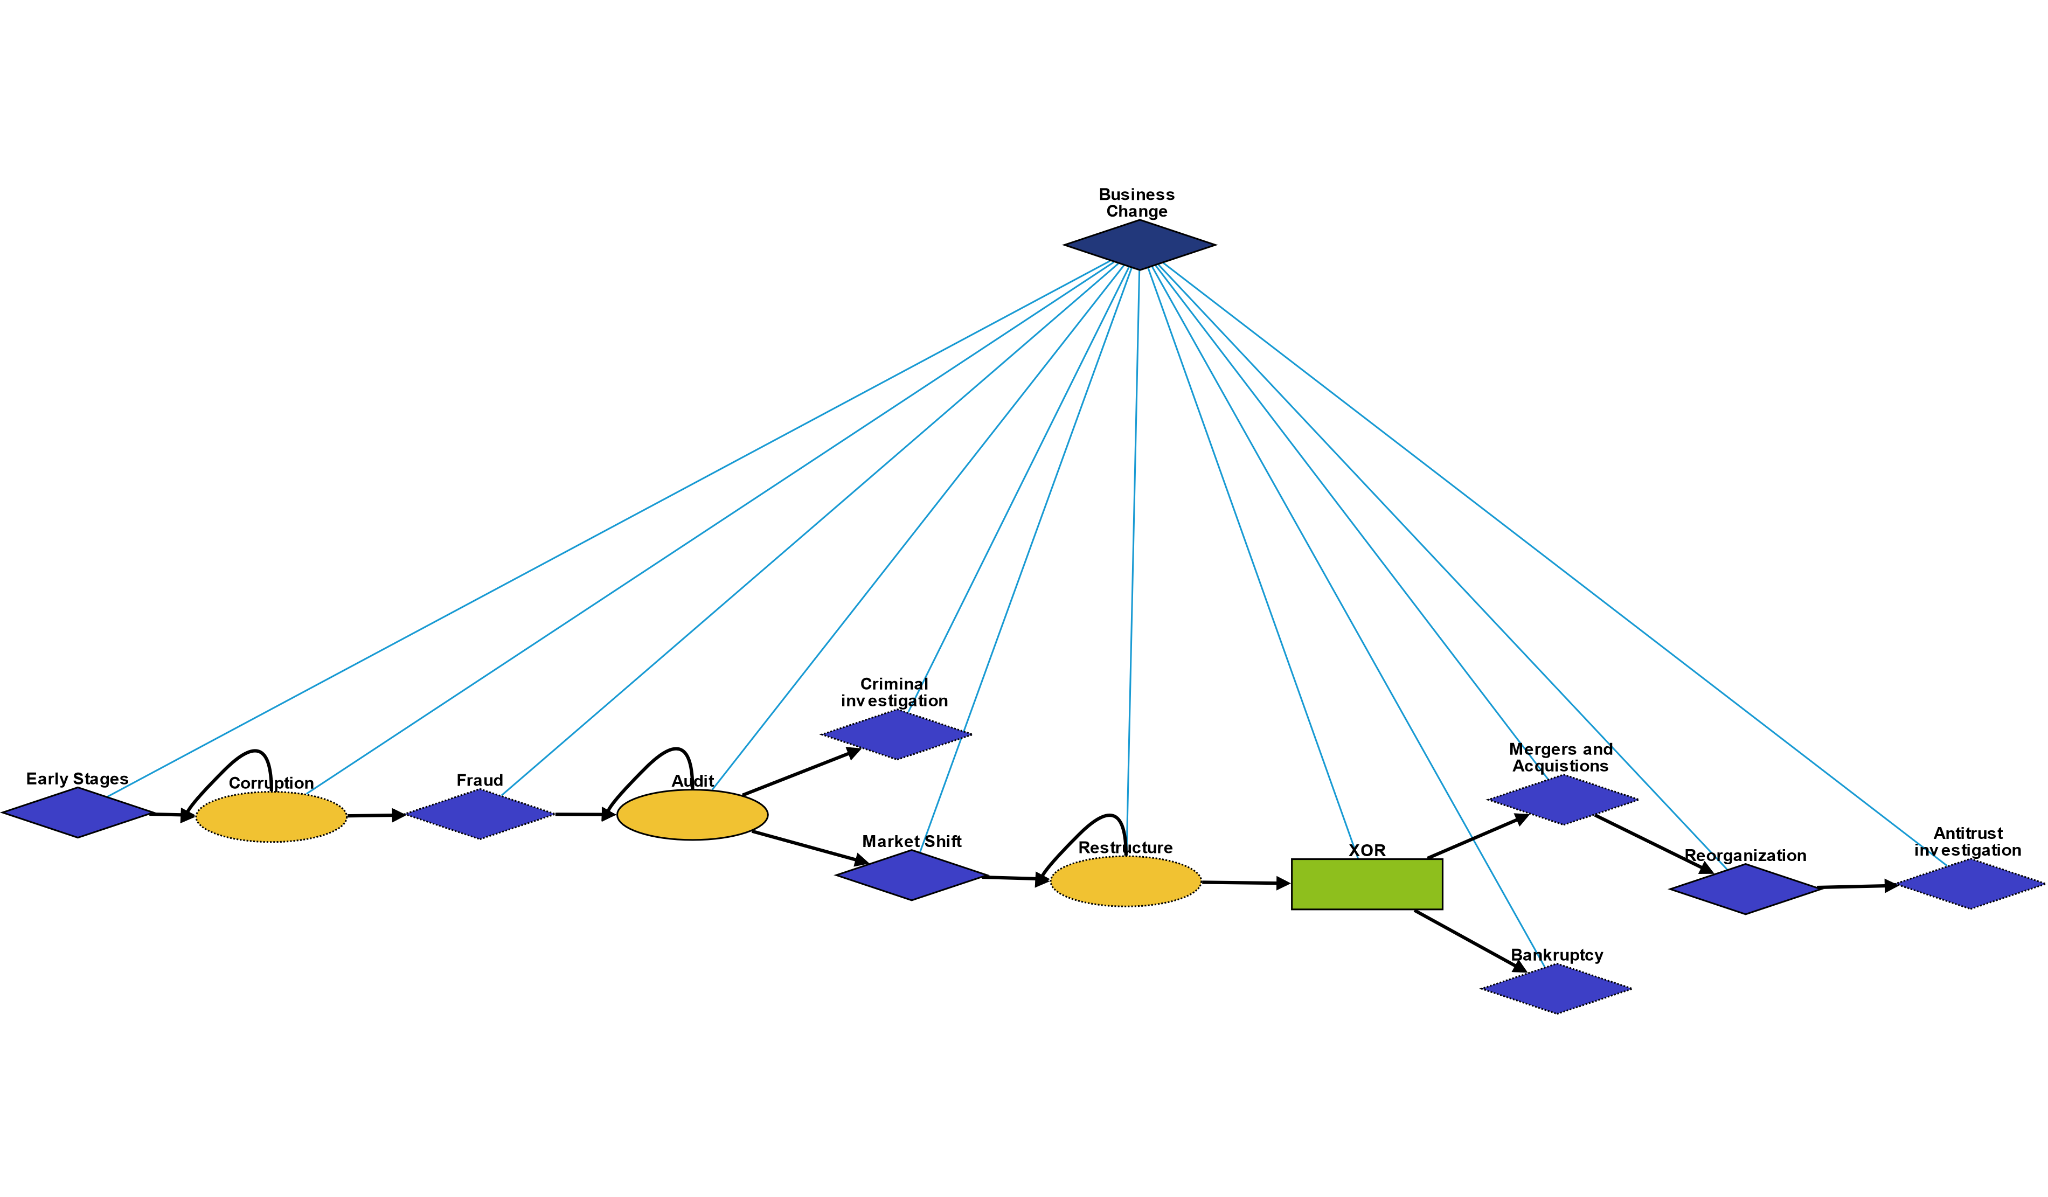 Business
Change
Criminal
investigation
Early Stages
Corruption
Fraud
Audit
Market Shift
Restructure
XOR
Mergers and
Acquistions
Reorganization
Antitrust
investigation
Bankruptcy